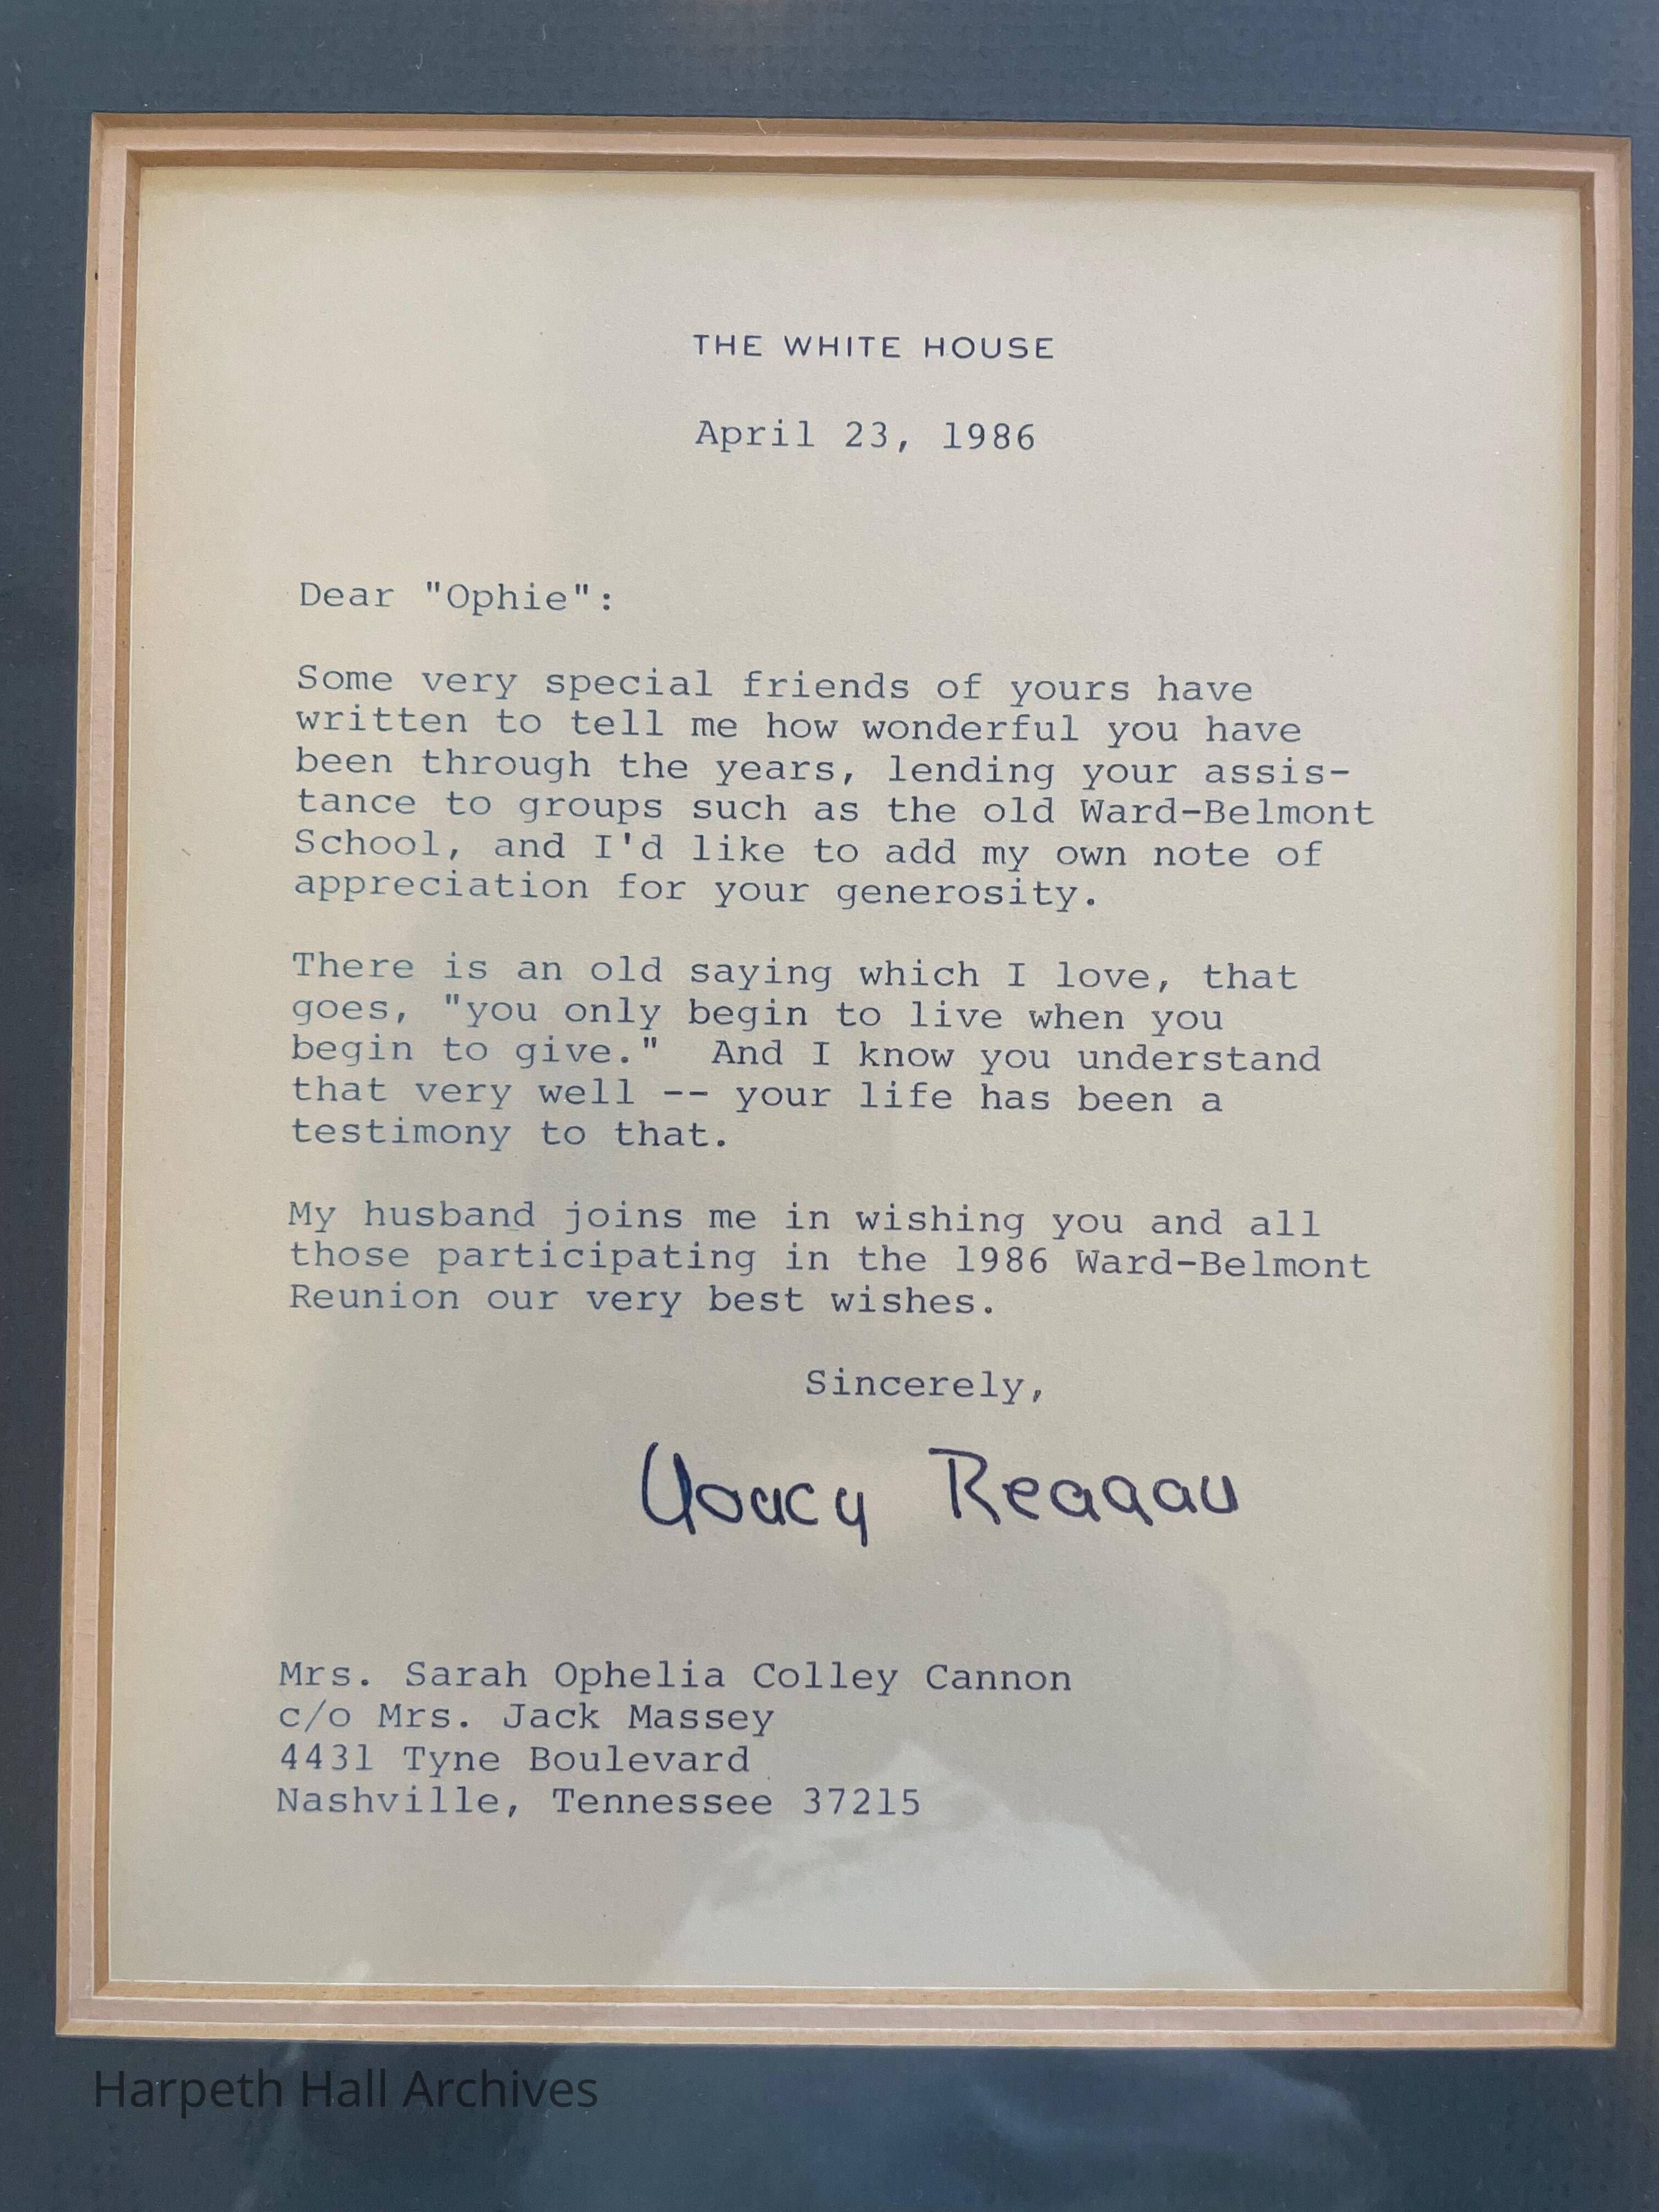 THE WHITE HOUSE
April 23, 1986
Dear "Ophie":
Some very special friends of yours have
written to tell me how wonderful you have
been through the years, lending your assis-
tance to groups such as the old Ward-Belmont
School, and I'd like to add my own note of
appreciation for your generosity.
There is an old saying which I love, that
goes, "you only begin to live when you
begin to give."  And I know you understand
that very well -- your life has been a
testimony to that.
My husband joins me in wishing you and all
those participating in the 1986 Ward-Belmont
Reunion our very best wishes.
Sincerely,
Nancy Reagan
Mrs. Sarah Ophelia Colley Cannon
c/o Mrs. Jack Massey
4431 Tyne Boulevard
Nashville, Tennessee 37215
Harpeth Hall Archives